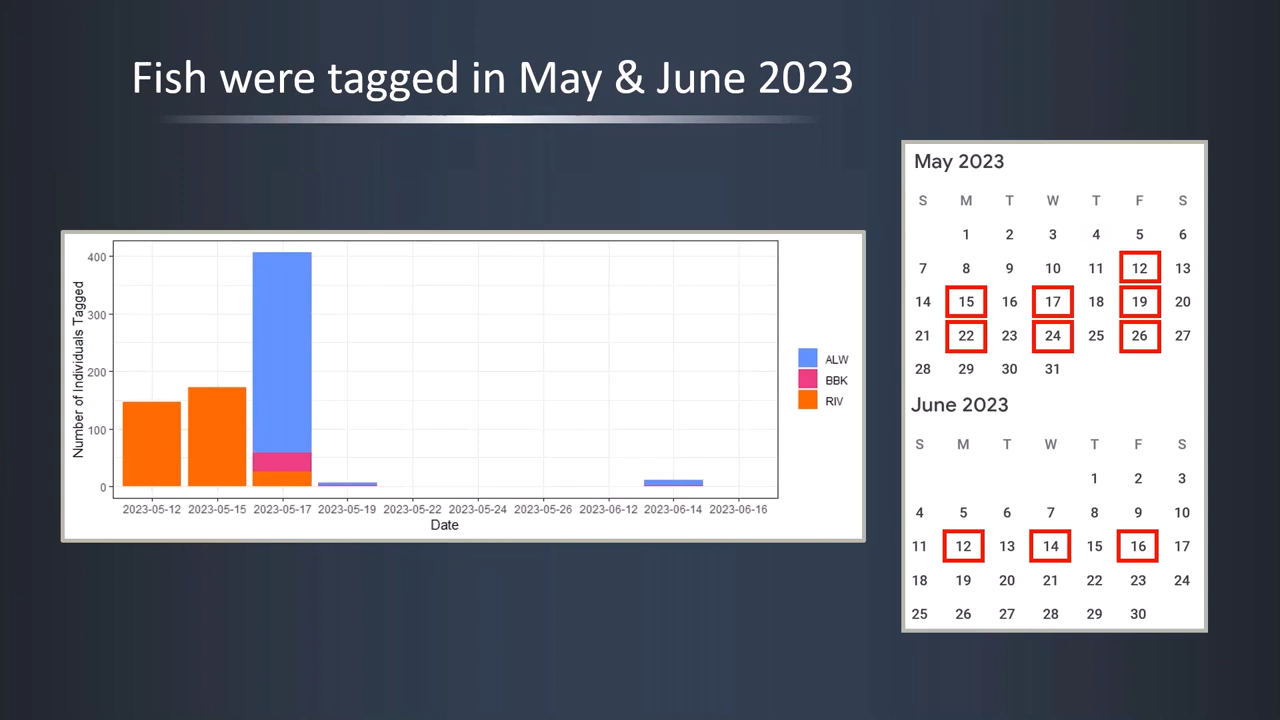 Fish were tagged in May & June 2023
Number of Individuals Tagged
400
300
200
100
0
2023-05-12 2023-05-15 2023-05-17 2023-05-19 2023-05-22 2023-05-24 2023-05-26 2023-06-12 2023-06-14 2023-06-16
Date
ALW
BBK
RIV
May 2023
S M T W T F S
1 2 3 4 5 6
7 8 9 10 11 12 13
14 15 16 17 18 19 20
21 22 23 24 25 26 27
28 29 30 31
June 2023
S M T W T F S
1 2 3
4 5 6 7 8 9 10
11 12 13 14 15 16 17
18 19 20 21 22 23 24
25 26 27 28 29 30